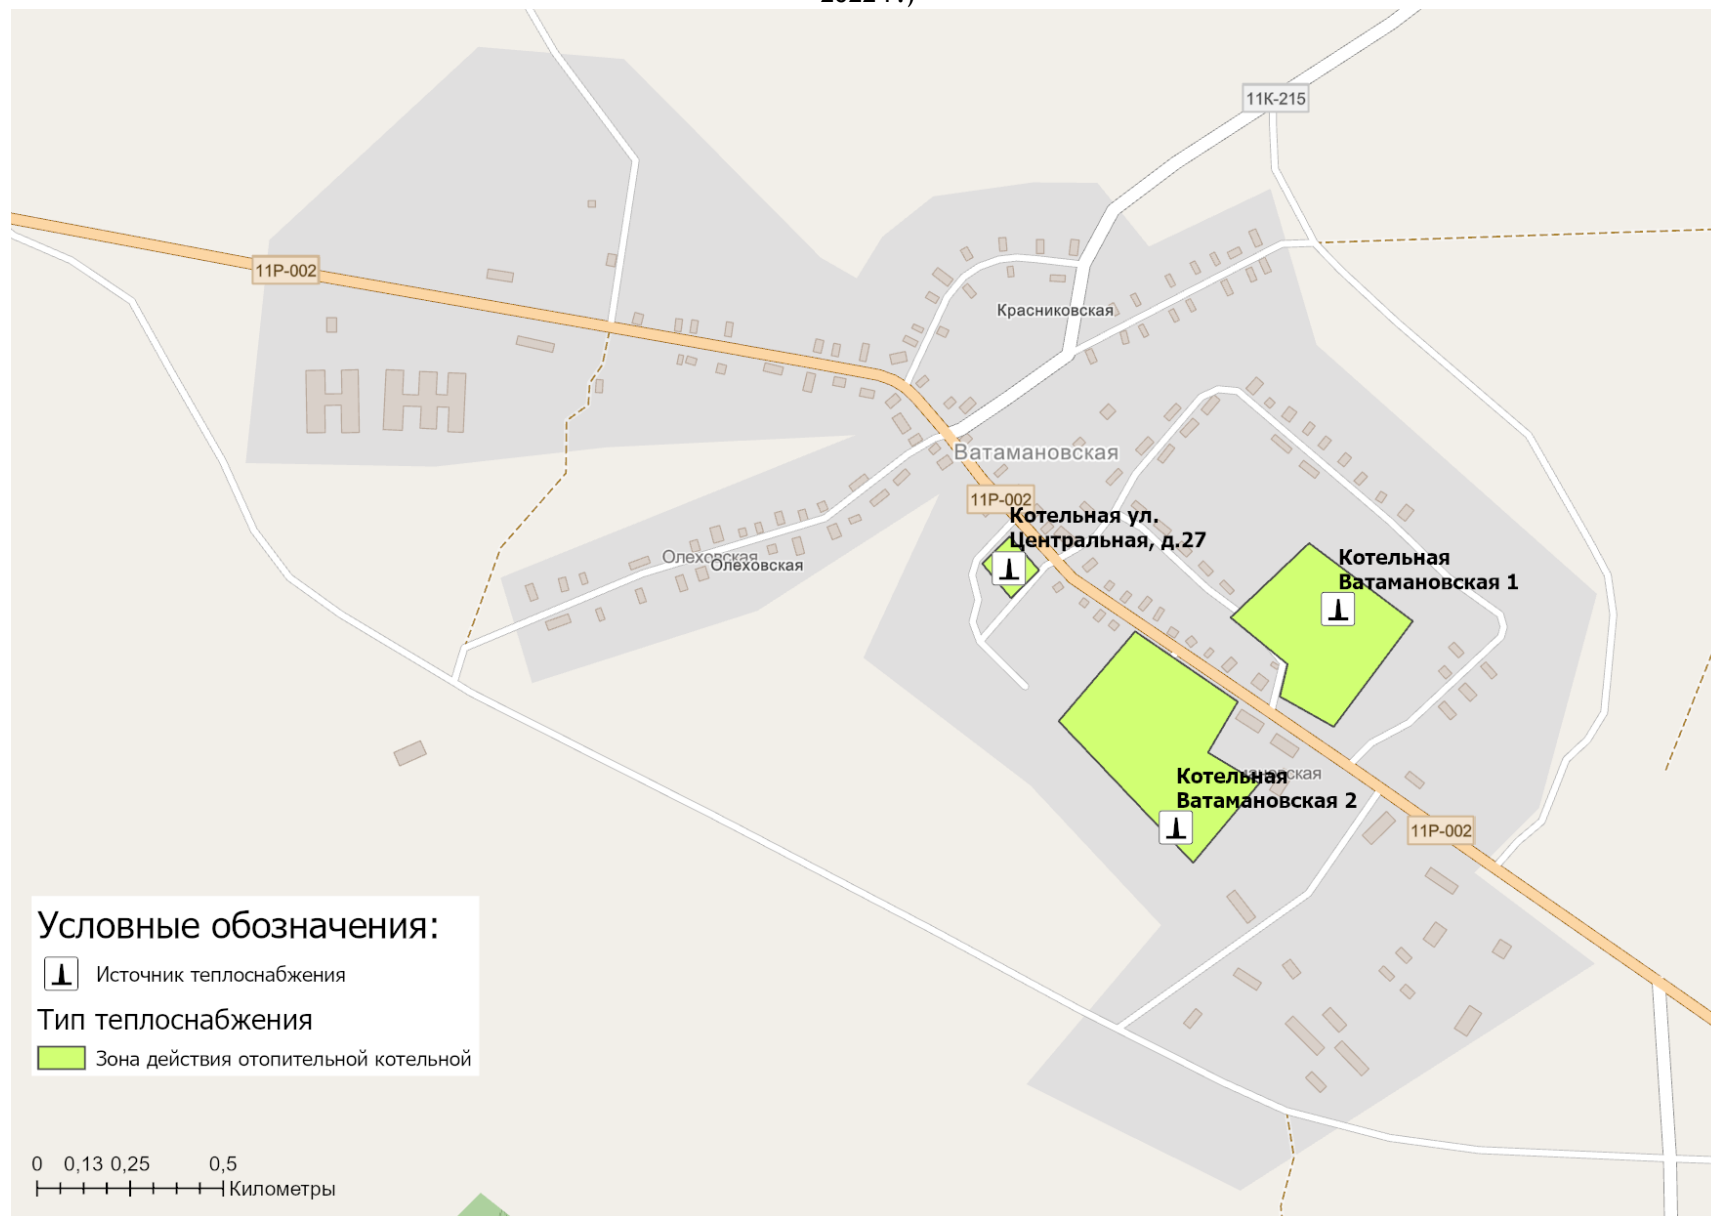 11К-215
11Р-002
Красниковская
Ватамановская
11Р-002
Котельная ул.
Центральная, д.27
Олеховская
Олеховская
Котельная
Ватамановская 1
Котельная
Ватамановская 2
11Р-002
Условные обозначения:
Источник теплоснабжения
Тип теплоснабжения
Зона действия отопительной котельной
0 0,13 0,25 0,5
Километры